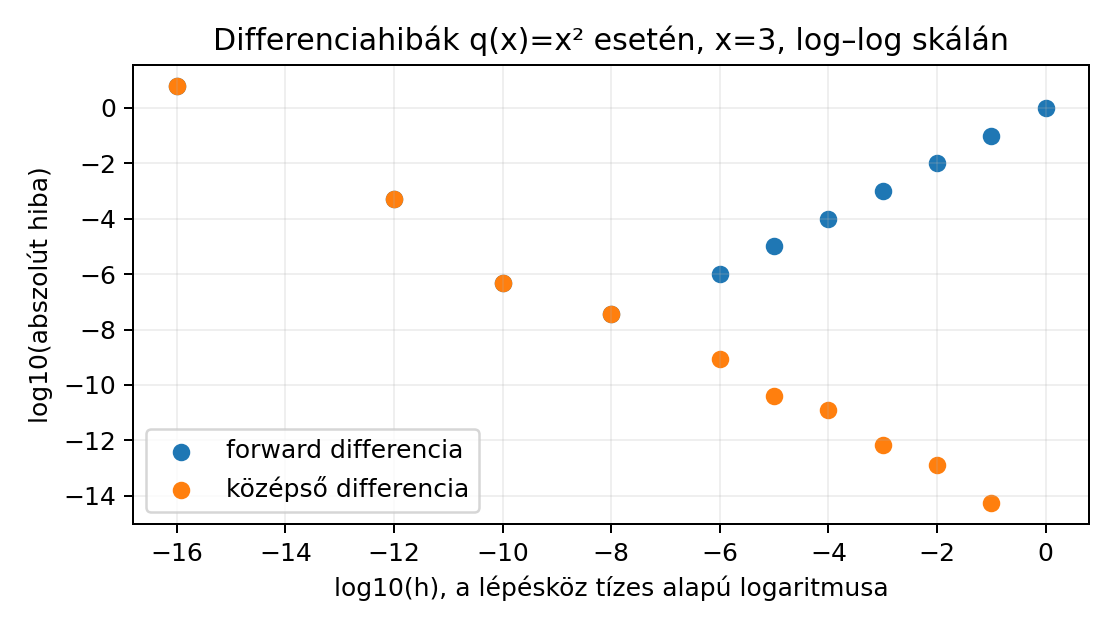 Differenciahibák q(x)=x² esetén, x=3, log–log skálán
log10(abszolút hiba)
0
−2
−4
−6
−8
−10
−12
−14
forward differencia
középső differencia
−16 −14 −12 −10 −8 −6 −4 −2 0
log10(h), a lépésköz tízes alapú logaritmusa